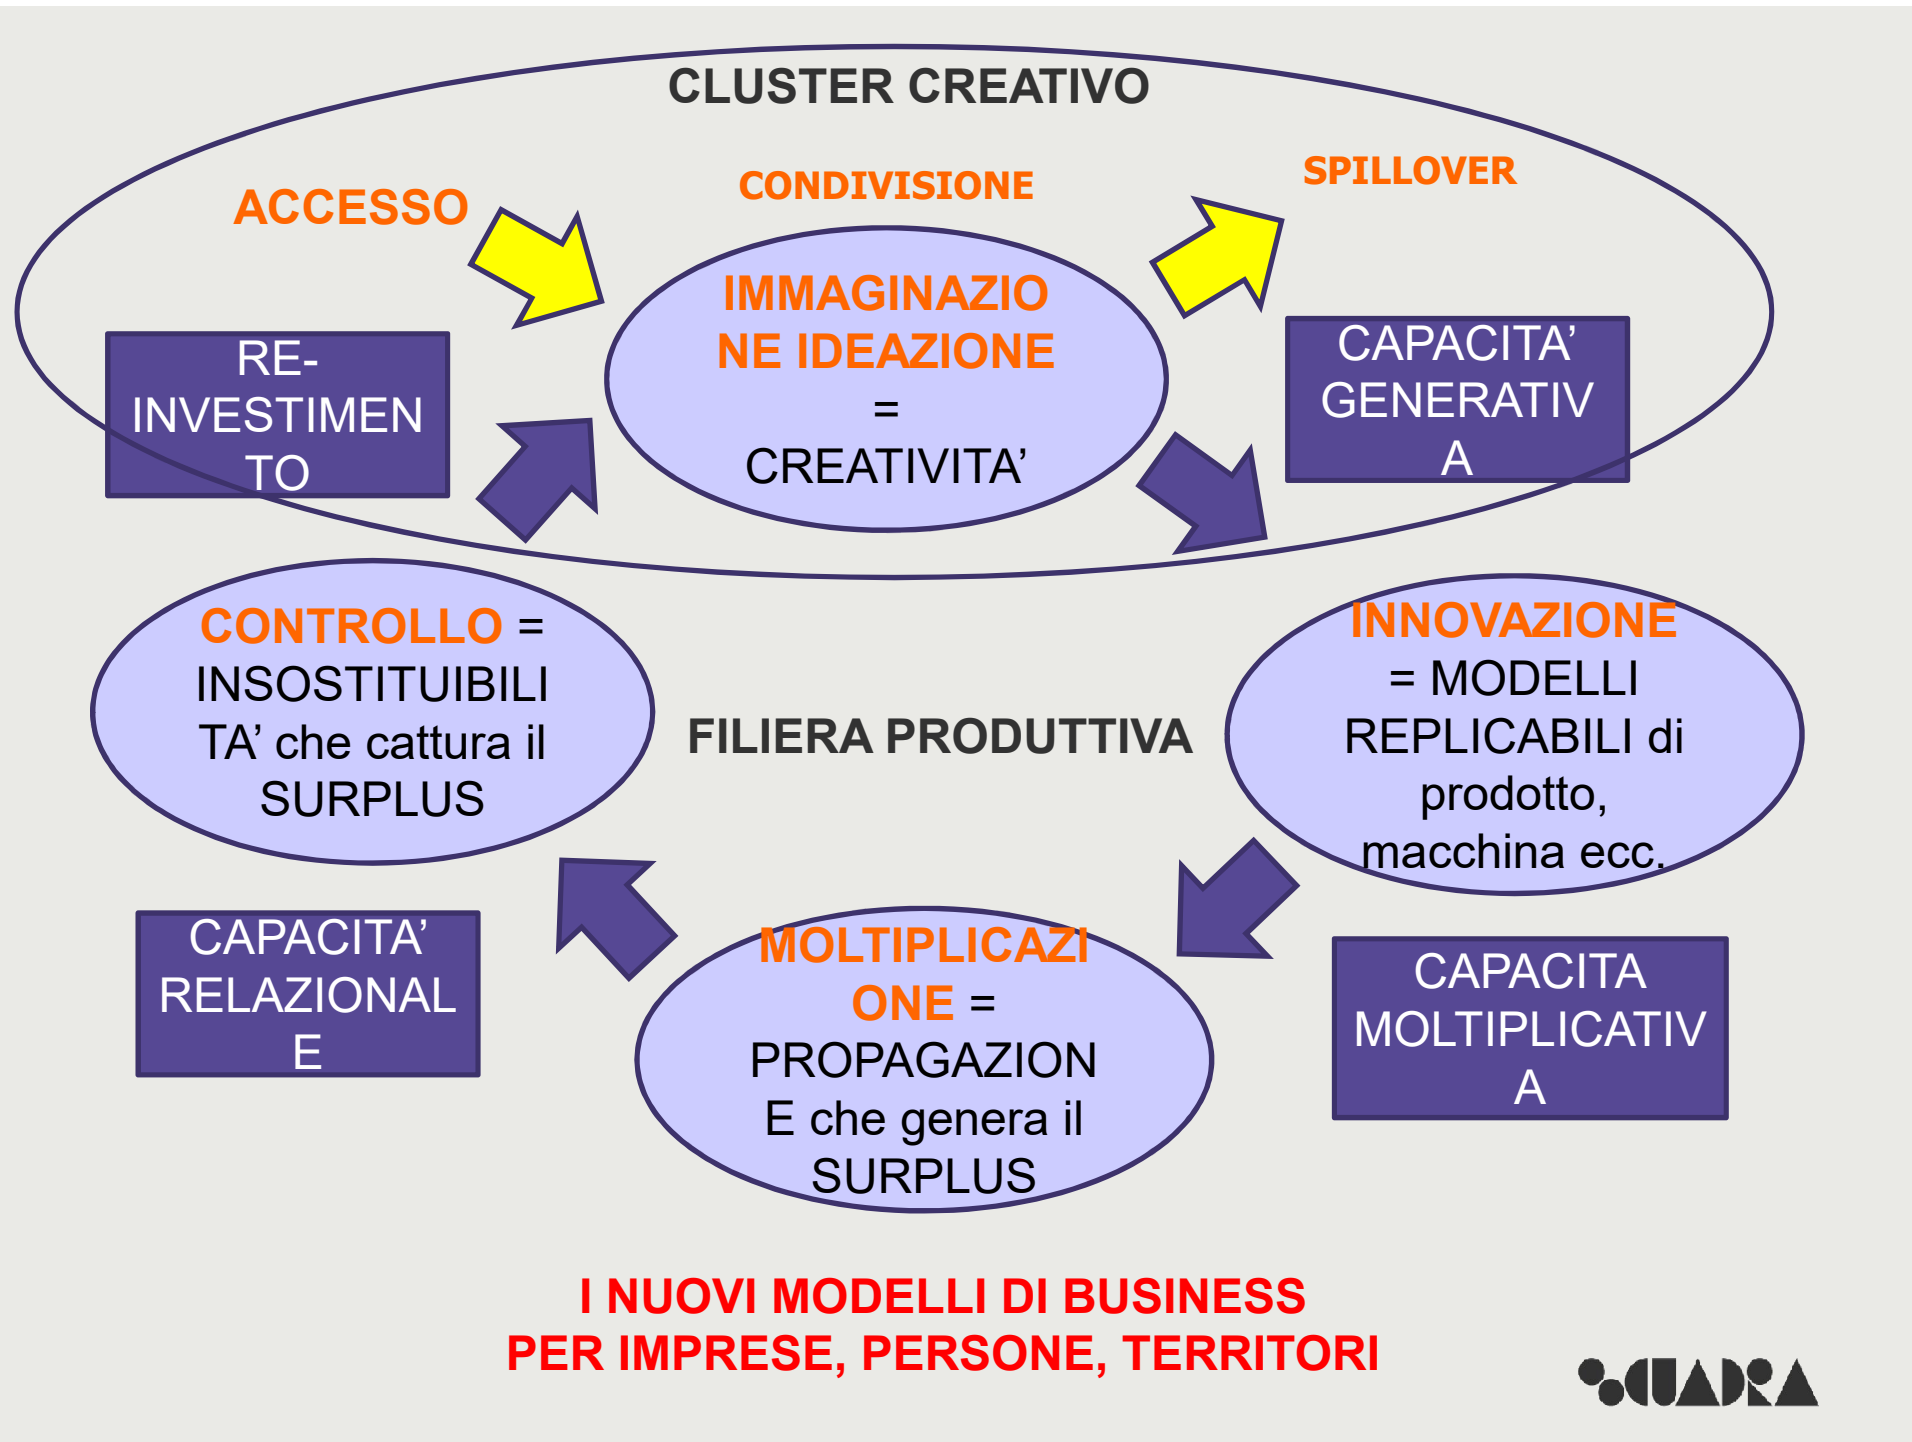 CLUSTER CREATIVO
ACCESSO
CONDIVISIONE
SPILLOVER
IMMAGINAZIO
NE IDEAZIONE
=
CREATIVITA’
RE-
INVESTIMEN
TO
CAPACITA’
GENERATIV
A
CONTROLLO =
INSOSTITUIBILI
TA’ che cattura il
SURPLUS
FILIERA PRODUTTIVA
INNOVAZIONE
= MODELLI
REPLICABILI di
prodotto,
macchina ecc.
CAPACITA’
RELAZIONAL
E
MOLTIPLICAZI
ONE =
PROPAGAZION
E che genera il
SURPLUS
CAPACITA
MOLTIPLICATIV
A
I NUOVI MODELLI DI BUSINESS
PER IMPRESE, PERSONE, TERRITORI
CUADRA